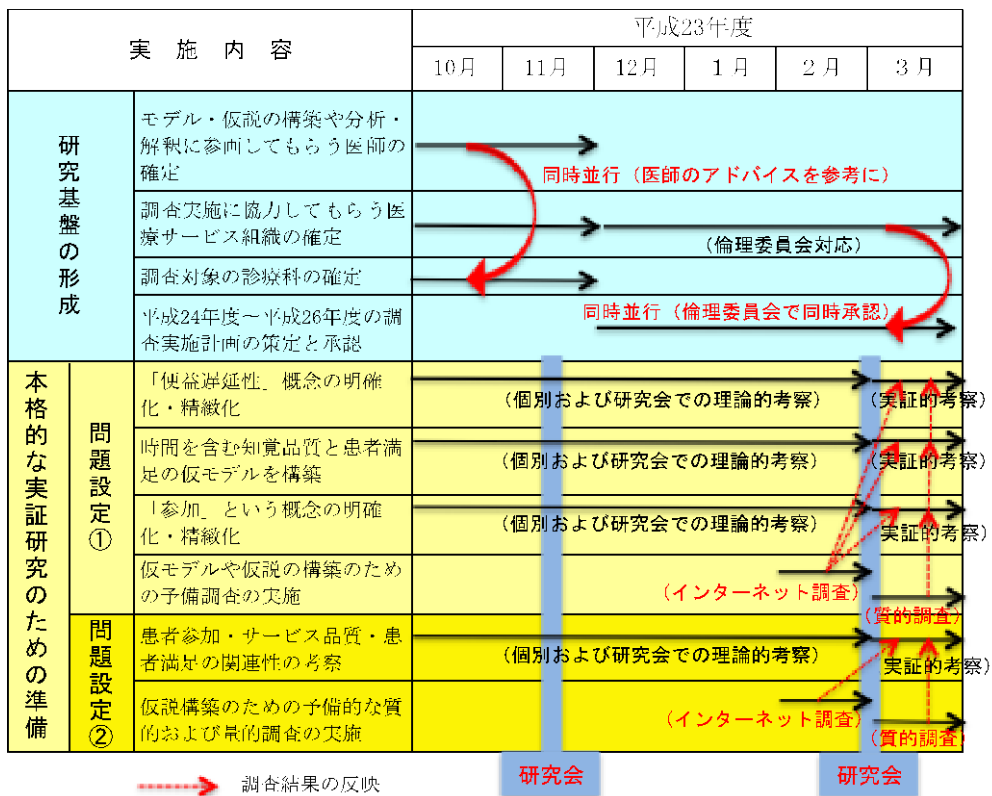 実施内容
平成23年度
10月
11月
12月
1月
2月
3月
研究基盤の形成
モデル・仮説の構築や分析・
解釈に参画してもらう医師の
確定
同時並行（医師のアドバイスを参考に）
調査実施に協力してもらう医
療サービス組織の確定
（倫理委員会対応）
調査対象の診療科の確定
平成24年度～平成26年度の調
査実施計画の策定と承認
同時並行（倫理委員会で同時承認）
本格的な実証研究のための準備
問題設定①
「便益遅延性」概念の明確
化・精緻化
（個別および研究会での理論的考察）
（実証的考察）
時間を含む知覚品質と患者満
足の仮モデルを構築
（個別および研究会での理論的考察）
（実証的考察）
「参加」という概念の明確
化・精緻化
（個別および研究会での理論的考察）
実証的考察）
仮モデルや仮説の構築のため
の予備調査の実施
（インターネット調査）
（質的調査）
問題設定②
患者参加・サービス品質・患
者満足の関連性の考察
（個別および研究会での理論的考察）
実証的考察）
仮説構築のための予備的な質
的および量的調査の実施
（インターネット調査）
（質的調査）
調査結果の反映
研究会
研究会